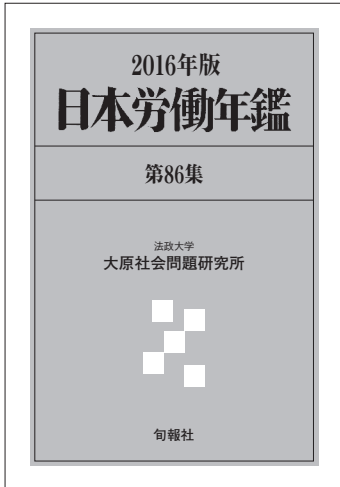 2016年版
日本労働年鑑
第86集
法政大学
大原社会問題研究所
旬報社